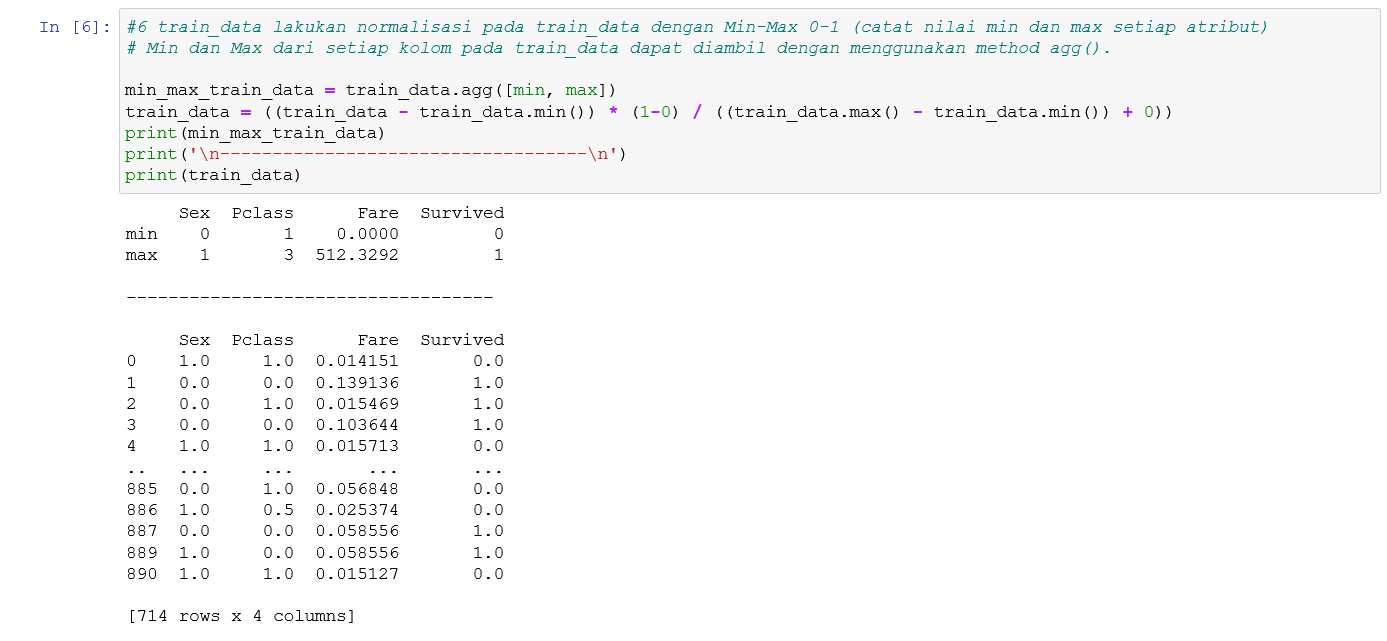 In [6]: #6 train_data lakukan normalisasi pada train_data dengan Min-Max 0-1 (catat nilai min dan max setiap atribut)
# Min dan Max dari setiap kolom pada train_data dapat diambil dengan menggunakan method agg().

min_max_train_data = train_data.agg([min, max])
train_data = ((train_data - train_data.min()) * (1-0) / ((train_data.max() - train_data.min()) + 0))
print(min_max_train_data)
print('\n-----------------------------------\n')
print(train_data)
     Sex  Pclass      Fare  Survived
min    0       1    0.0000         0
max    1       3  512.3292         1

-----------------------------------

     Sex  Pclass      Fare  Survived
0    1.0     1.0  0.014151       0.0
1    0.0     0.0  0.139136       1.0
2    0.0     1.0  0.015469       1.0
3    0.0     0.0  0.103644       1.0
4    1.0     1.0  0.015713       0.0
..   ...     ...       ...       ...
885  0.0     1.0  0.056848       0.0
886  1.0     0.5  0.025374       0.0
887  0.0     0.0  0.058556       1.0
889  1.0     0.0  0.058556       1.0
890  1.0     1.0  0.015127       0.0

[714 rows x 4 columns]